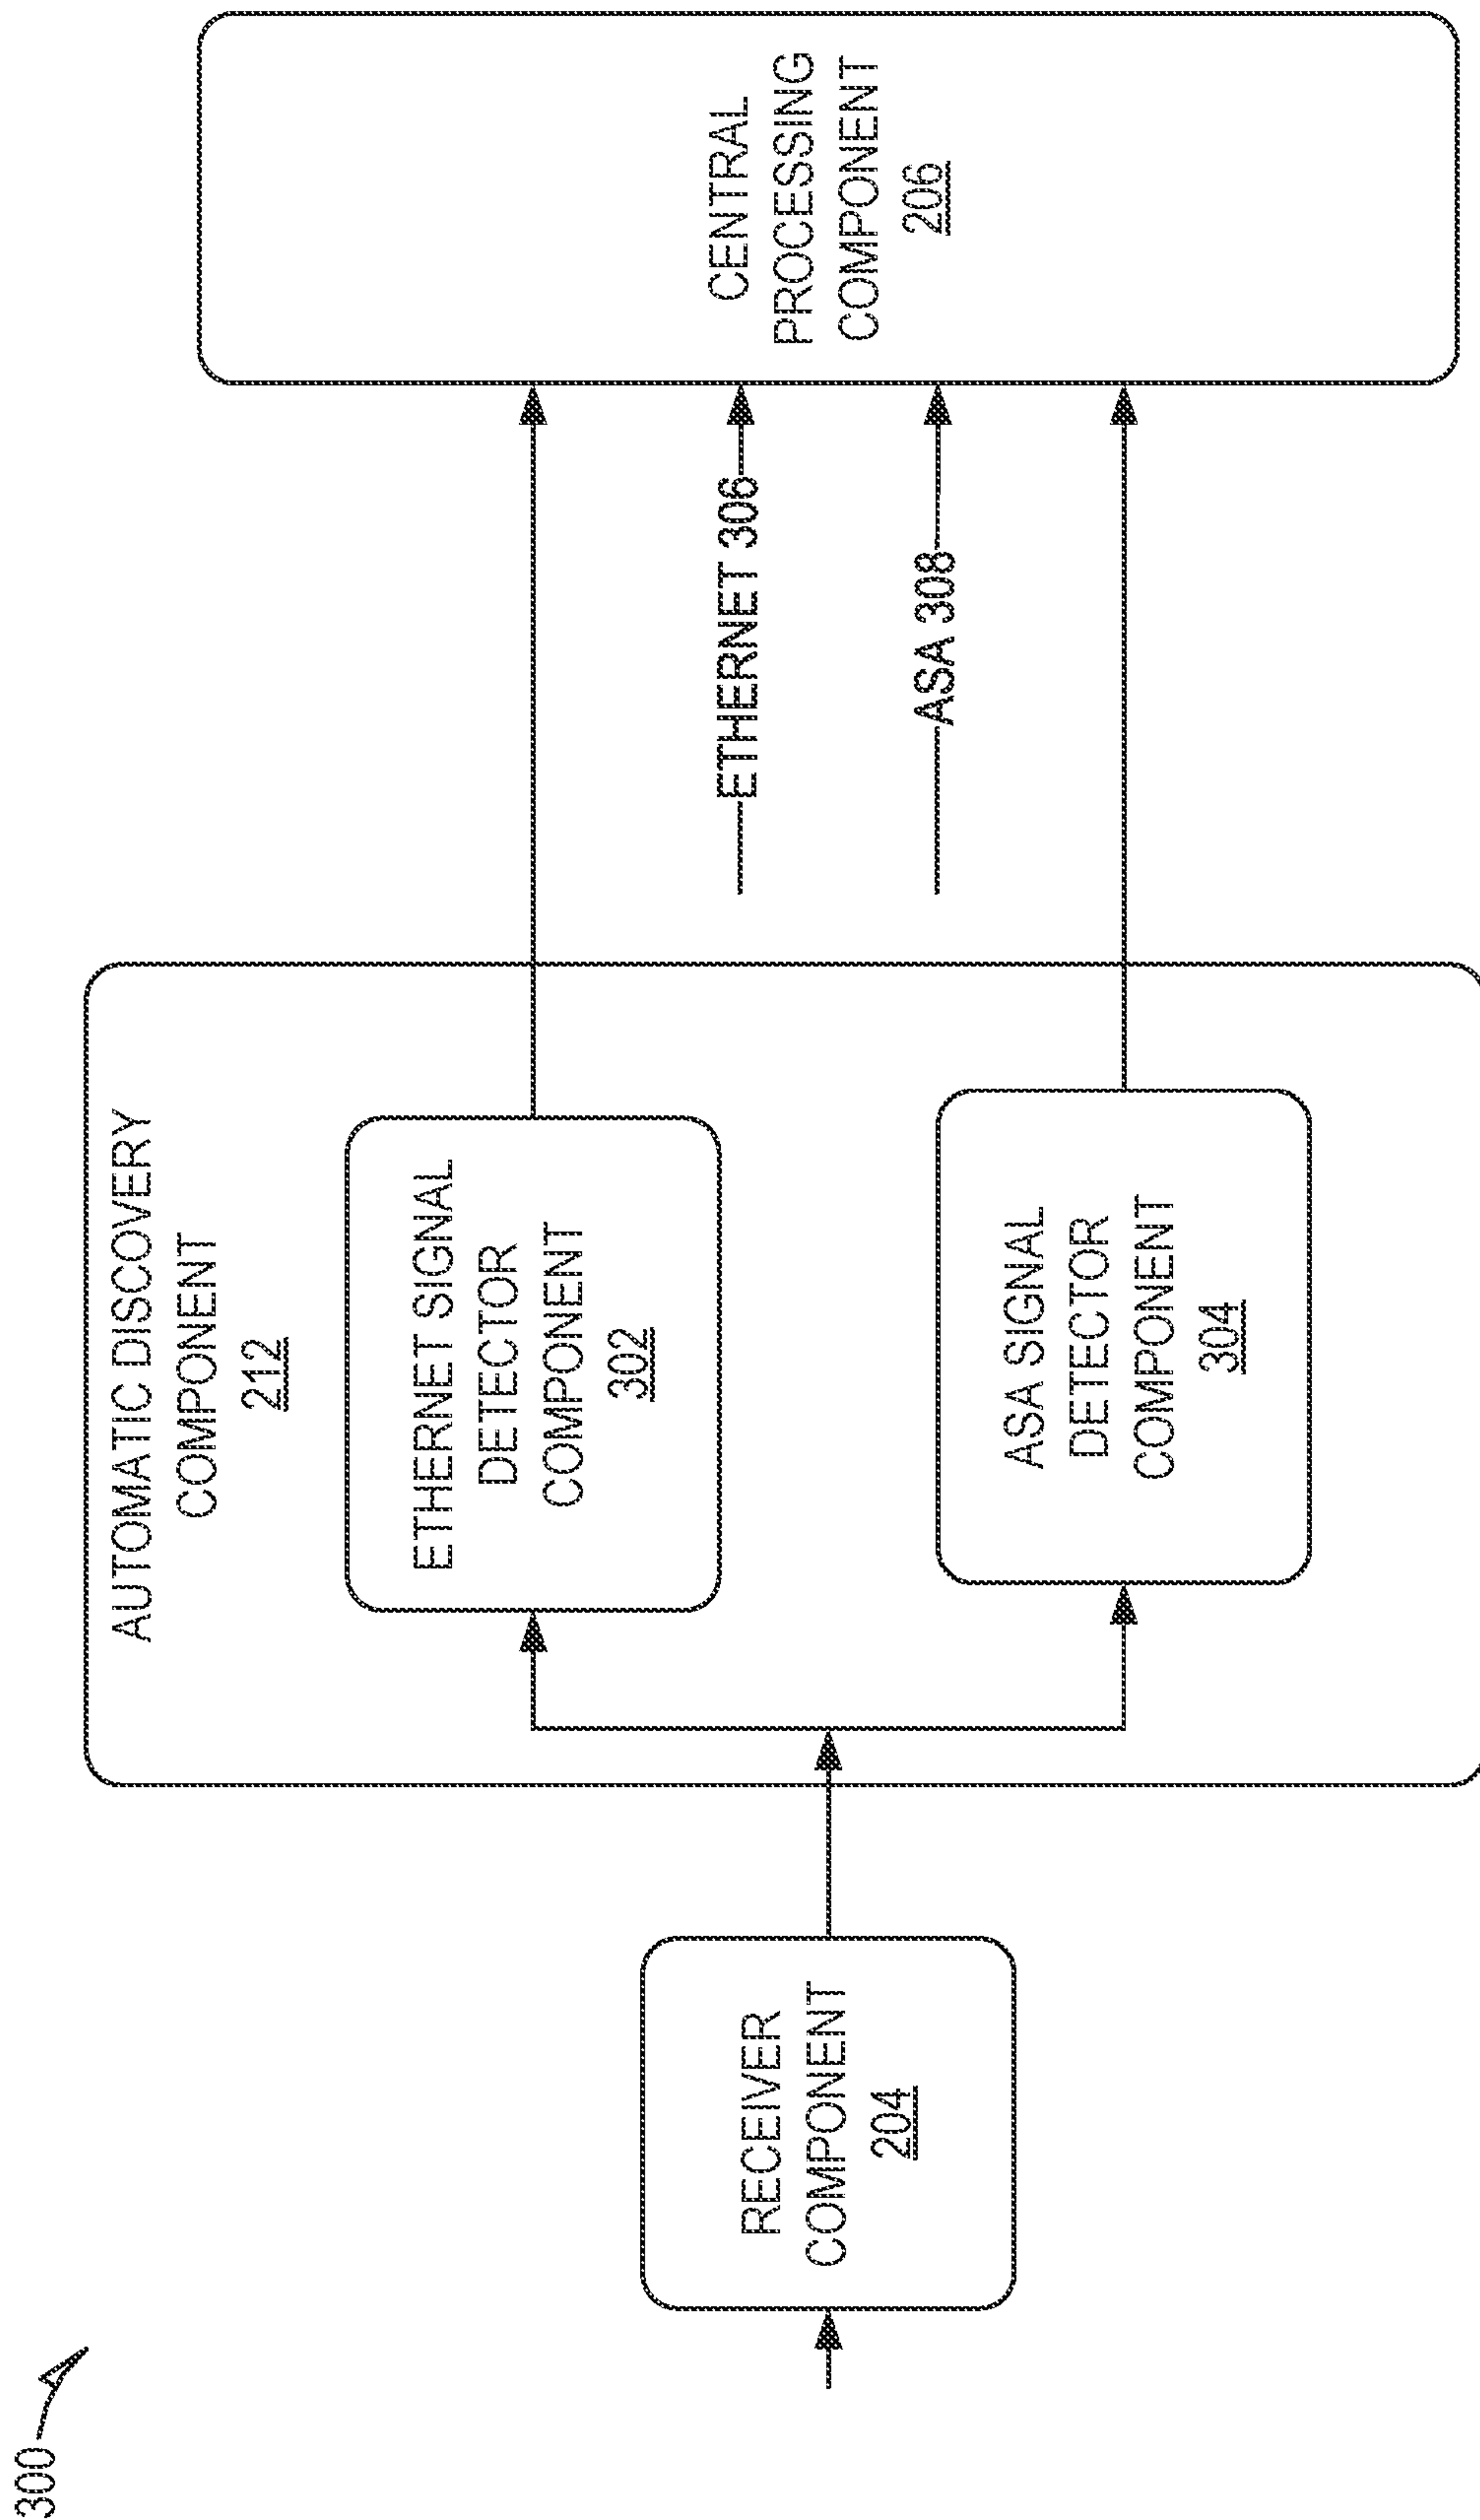 300
RECEIVER
COMPONENT
204
AUTOMATIC DISCOVERY
COMPONENT
212
ETHERNET SIGNAL
DETECTOR
COMPONENT
302
ASA SIGNAL
DETECTOR
COMPONENT
304
ETHERNET 306
ASA 308
CENTRAL
PROCESSING
COMPONENT
206